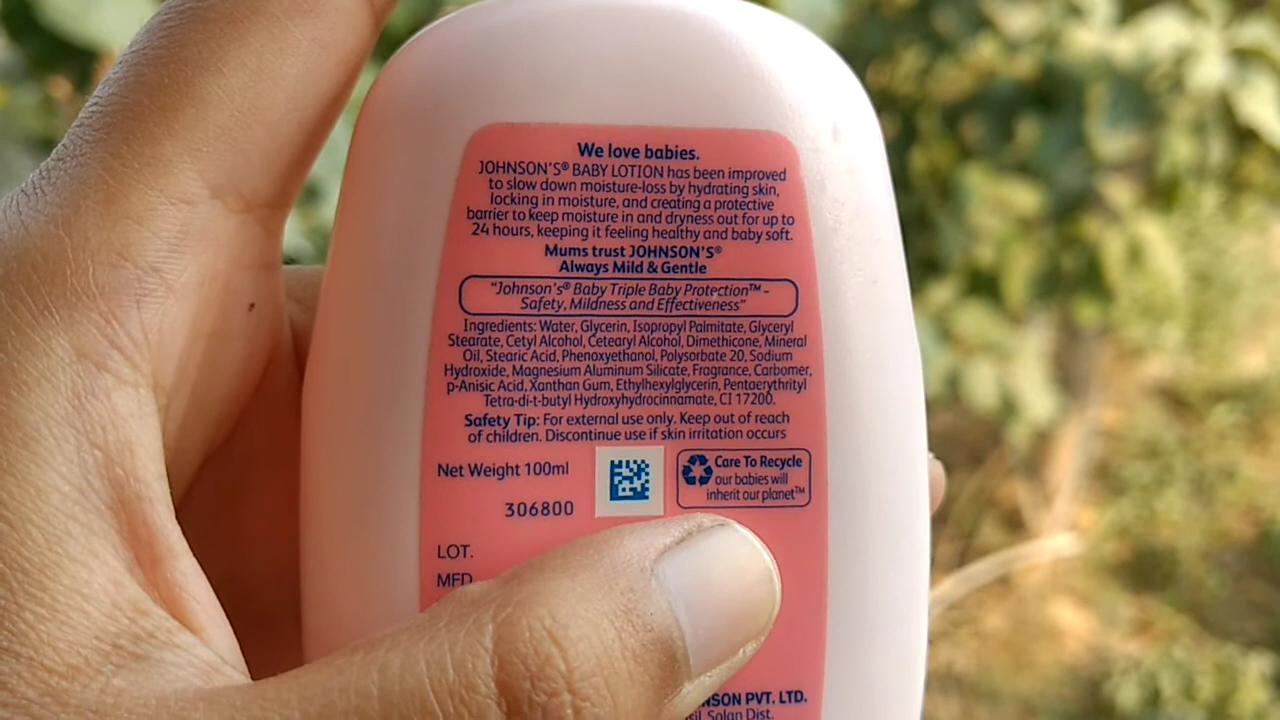 We love babies.
JOHNSON'S® BABY LOTION has been improved
to slow down moisture-loss by hydrating skin,
locking in moisture, and creating a protective
barrier to keep moisture in and dryness out for up to
24 hours, keeping it feeling healthy and baby soft.
Mums trust JOHNSON'S®
Always Mild & Gentle
"Johnson's® Baby Triple Baby Protection™ -
Safety, Mildness and Effectiveness"
Ingredients: Water, Glycerin, Isopropyl Palmitate, Glyceryl
Stearate, Cetyl Alcohol, Cetearyl Alcohol, Dimethicone, Mineral
Oil, Stearic Acid, Phenoxyethanol, Polysorbate 20, Sodium
Hydroxide, Magnesium Aluminum Silicate, Fragrance, Carbomer,
p-Anisic Acid, Xanthan Gum, Ethylhexylglycerin, Pentaerythrityl
Tetra-di-t-butyl Hydroxyhydrocinnamate, CI 17200.
Safety Tip: For external use only. Keep out of reach
of children. Discontinue use if skin irritation occurs
Net Weight 100ml
Care To Recycle
our babies will
inherit our planet™
306800
LOT.
PVT. LTD.
Solan Dist.